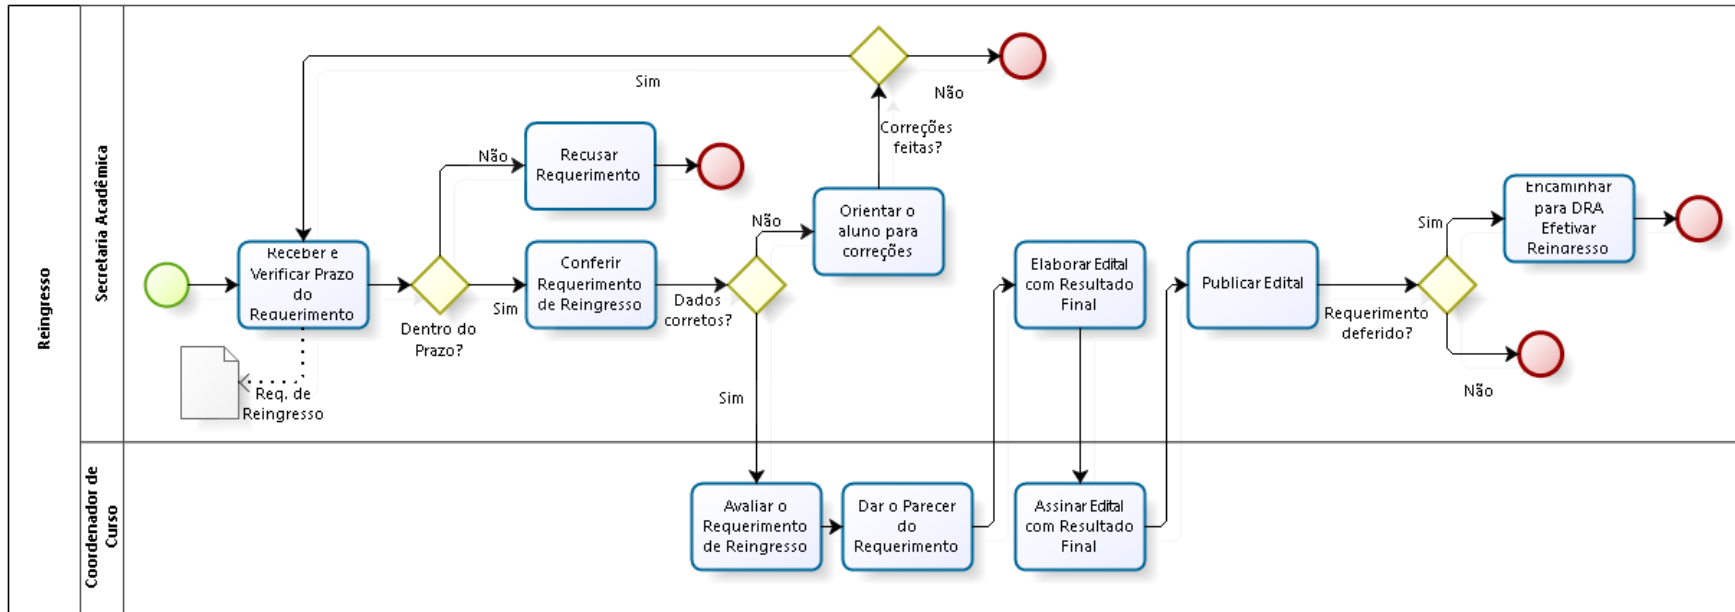 Reingresso
Secretaria Acadêmica
Receber e
Verificar Prazo
do
Requerimento
Req. de
Reingresso
Dentro do
Prazo?
Não
Recusar
Requerimento
Sim
Conferir
Requerimento
de Reingresso
Dados
corretos?
Não
Orientar o
aluno para
correções
Correções
feitas?
Sim
Não
Sim
Elaborar Edital
com Resultado
Final
Publicar Edital
Requerimento
deferido?
Sim
Encaminhar
para DRA
Efetivar
Reingresso
Não
Coordenador de
Curso
Avaliar o
Requerimento
de Reingresso
Dar o Parecer
do
Requerimento
Assinar Edital
com Resultado
Final